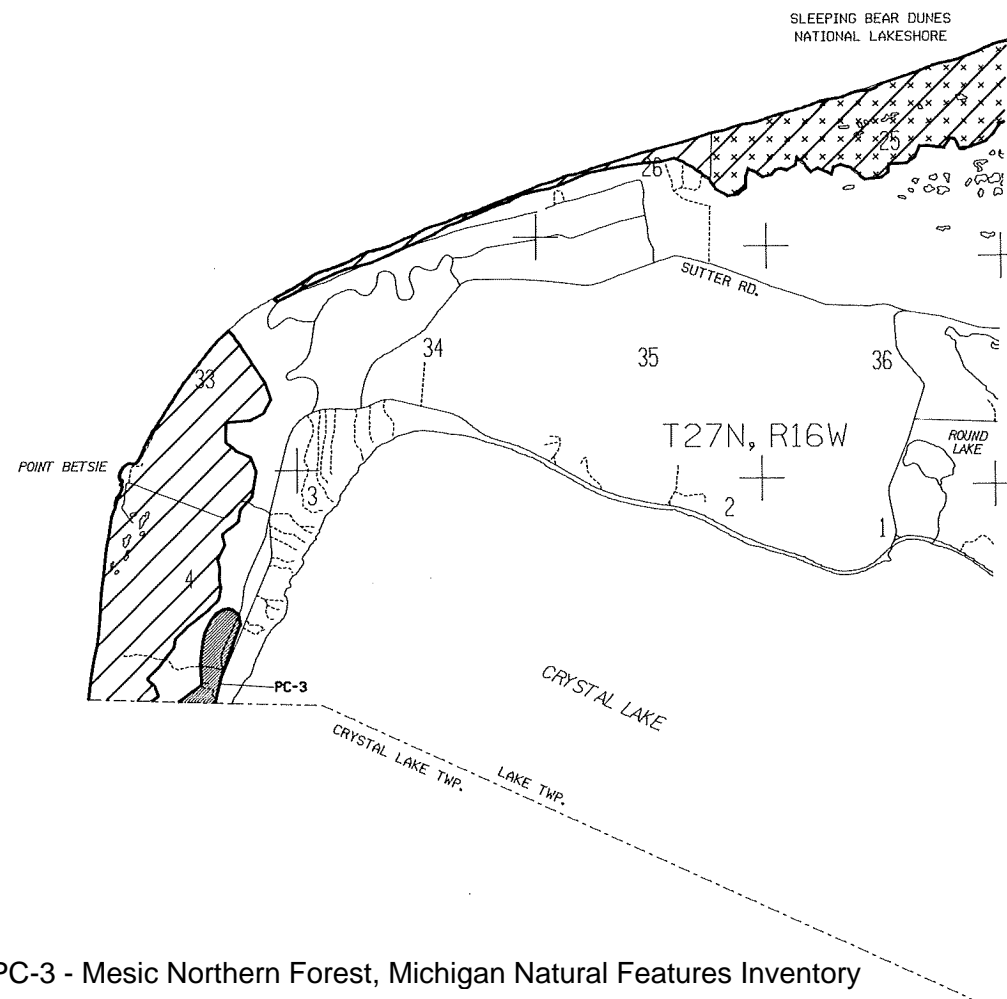 SLEEPING BEAR DUNES
NATIONAL LAKESHORE
25
26
SUTTER RD.
34
35
36
33
T27N, R16W
ROUND
LAKE
POINT BETSIE
3
2
1
4
PC-3
CRYSTAL LAKE
CRYSTAL LAKE TWP.
LAKE TWP.
PC-3 - Mesic Northern Forest, Michigan Natural Features Inventory